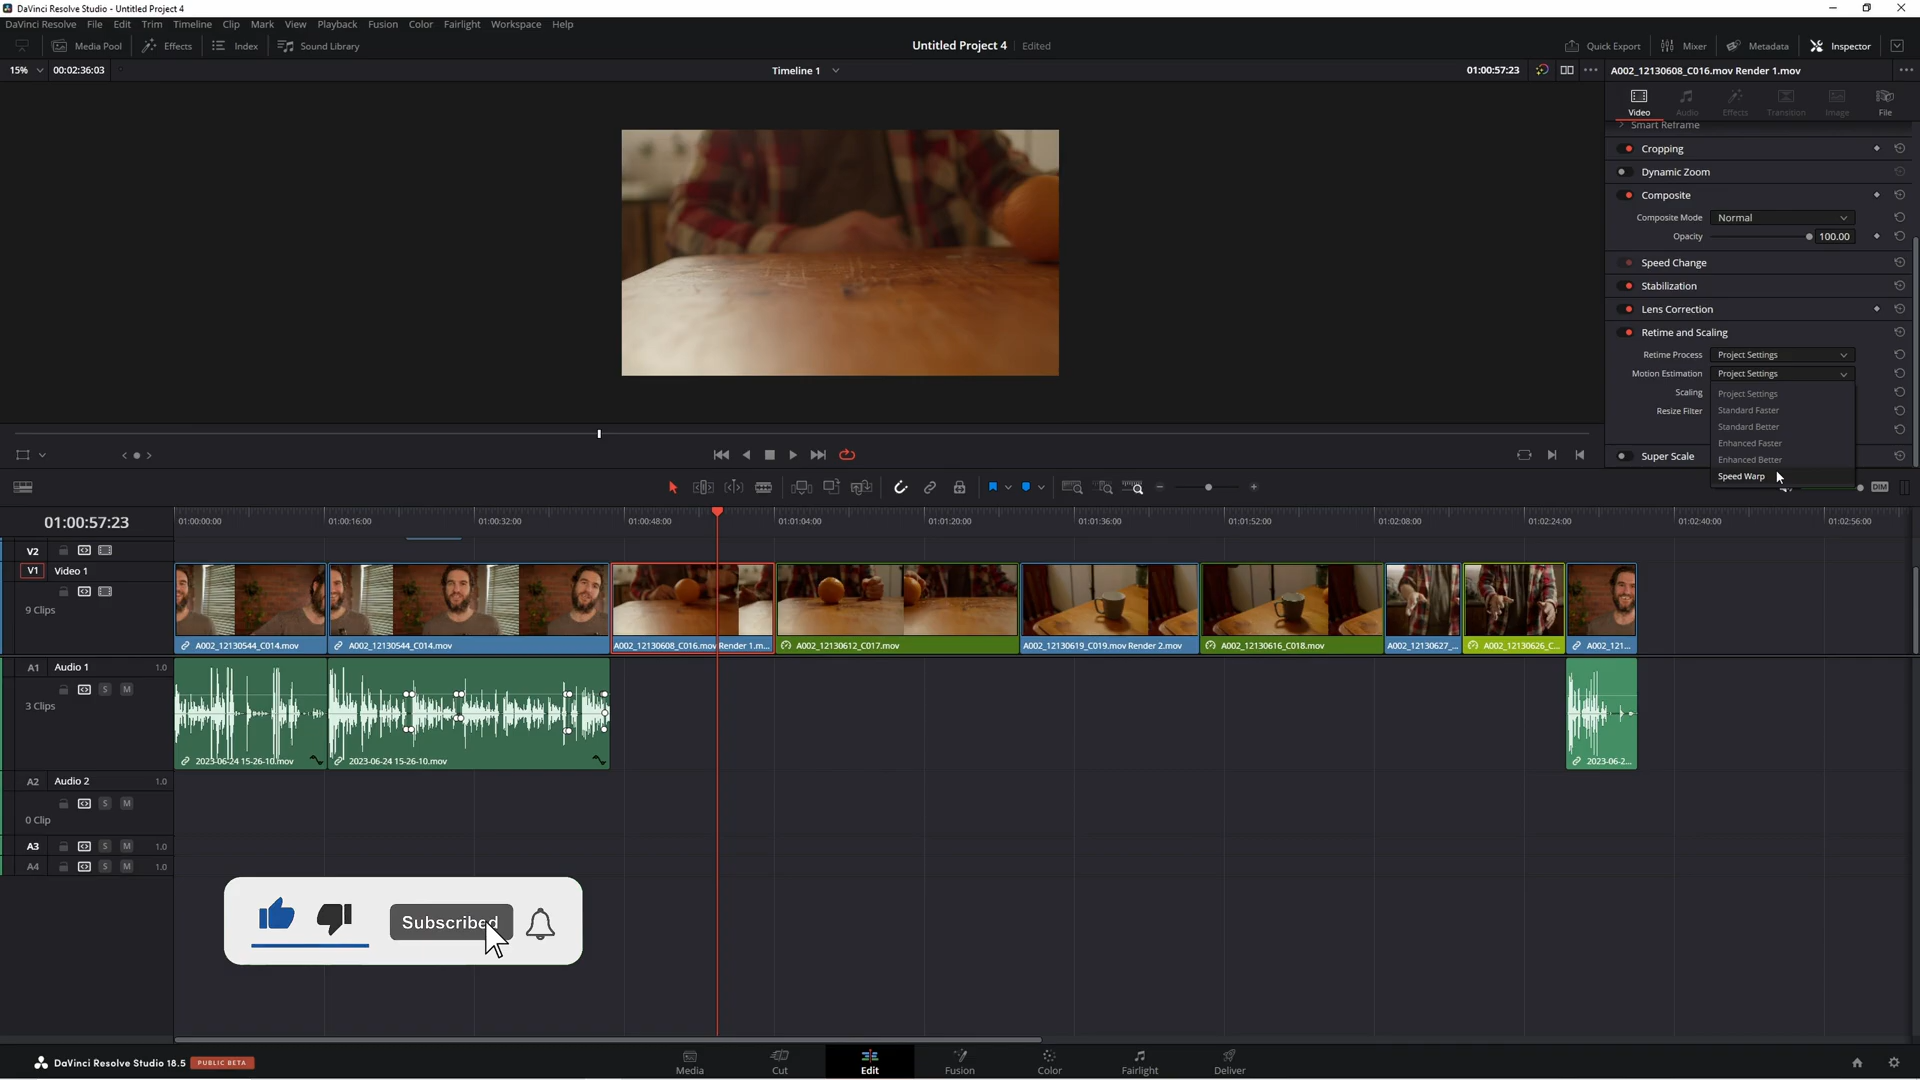 DaVinci Resolve Studio - Untitled Project 4
DaVinci Resolve File Edit Trim Timeline Clip Mark View Playback Fusion Color Fairlight Workspace Help
Media Pool Effects Index Sound Library Untitled Project 4 Edited Quick Export Mixer Metadata Inspector
15% 00:02:36:03 Timeline 1 01:00:57:23 A002_12130608_C016.mov Render 1.mov
Video Audio Effects Transition Image File
Smart Reframe
Cropping
Dynamic Zoom
Composite
Composite Mode Normal
Opacity 100.00
Speed Change
Stabilization
Lens Correction
Retime and Scaling
Retime Process Project Settings
Motion Estimation Project Settings
Scaling Project Settings
Resize Filter Standard Faster
Standard Better
Enhanced Faster
Super Scale Enhanced Better
Speed Warp
DIM
01:00:57:23 01:00:00:00 01:00:16:00 01:00:32:00 01:00:48:00 01:01:04:00 01:01:20:00 01:01:36:00 01:01:52:00 01:02:08:00 01:02:24:00 01:02:40:00 01:02:56:00
V2
V1 Video 1
9 Clips
A002_12130544_C014.mov A002_12130544_C014.mov A002_12130608_C016.mov Render 1.m... A002_12130612_C017.mov A002_12130619_C019.mov Render 2.mov A002_12130616_C018.mov A002_12130627_... A002_12130626_C... A002_121...
A1 Audio 1 1.0
S M
3 Clips
2023-06-24 15-26-10.mov 2023-06-24 15-26-10.mov 2023-06-2...
A2 Audio 2 1.0
S M
0 Clip
A3 S M 1.0
A4 S M 1.0
Subscribed
DaVinci Resolve Studio 18.5 PUBLIC BETA
Media Cut Edit Fusion Color Fairlight Deliver